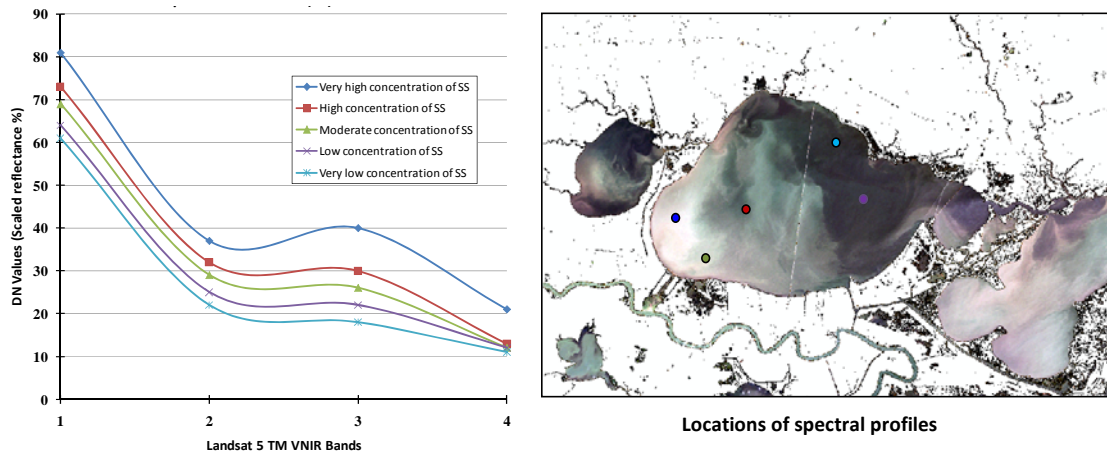 90
80
70
60
50
40
30
20
10
0
DN Values (Scaled reflectance %)
Very high concentration of SS
High concentration of SS
Moderate concentration of SS
Low concentration of SS
Very low concentration of SS
1 2 3 4
Landsat 5 TM VNIR Bands
Locations of spectral profiles